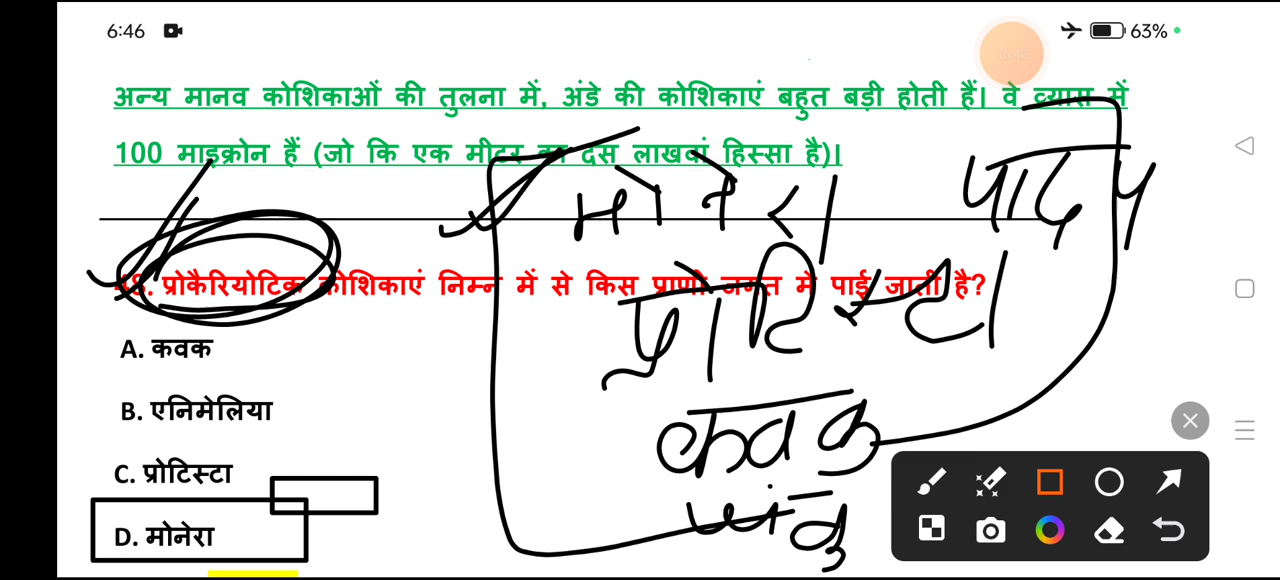 6:46 63%
अन्य मानव कोशिकाओं की तुलना में, अंडे की कोशिकाएं बहुत बड़ी होती हैं। वे व्यास में
100 माइक्रोन हैं (जो कि एक मीटर का दस लाखवां हिस्सा है)।
मोनेरा पादप
48. प्रोकैरियोटिक कोशिकाएं निम्न में से किस प्राणी जगत में पाई जाती है?
प्रोटिस्टा
A. कवक
B. एनिमेलिया
कवक
C. प्रोटिस्टा
जंतु
D. मोनेरा